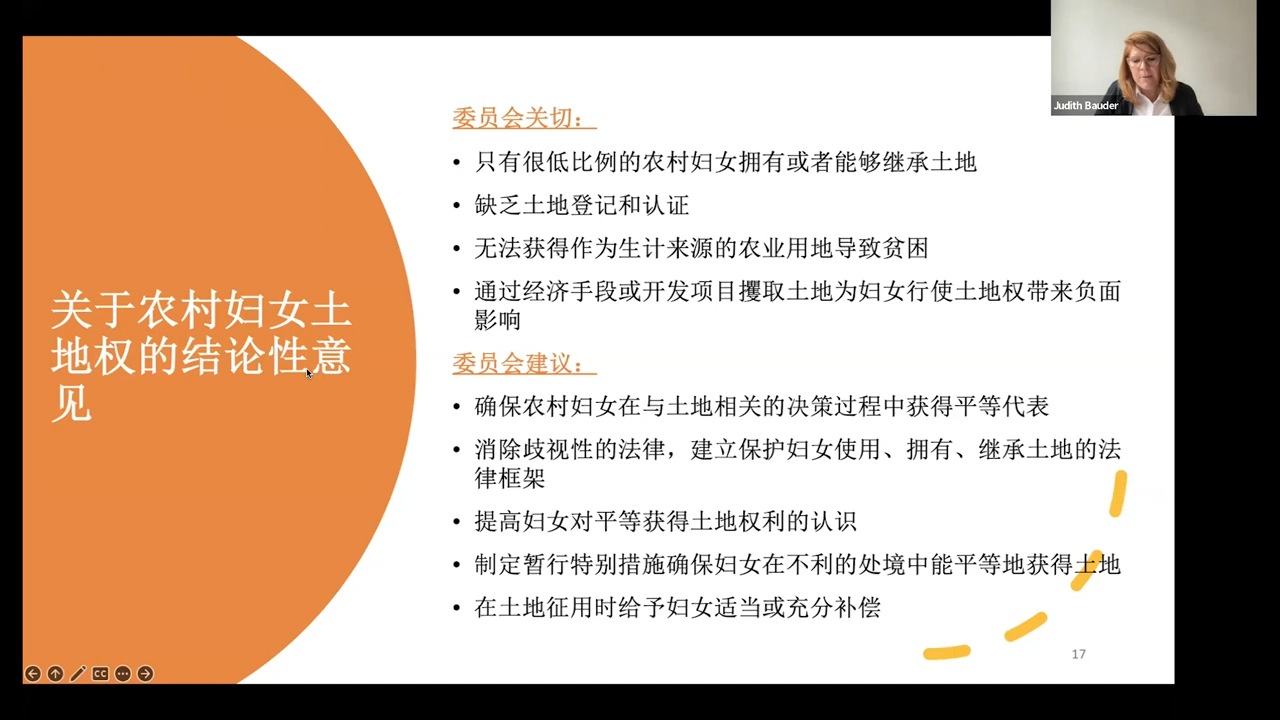 Judith Bauder
委员会关切：
• 只有很低比例的农村妇女拥有或者能够继承土地
• 缺乏土地登记和认证
• 无法获得作为生计来源的农业用地导致贫困
• 通过经济手段或开发项目攫取土地为妇女行使土地权带来负面
影响
关于农村妇女土
地权的结论性意
见
委员会建议：
• 确保农村妇女在与土地相关的决策过程中获得平等代表
• 消除歧视性的法律，建立保护妇女使用、拥有、继承土地的法
律框架
• 提高妇女对平等获得土地权利的认识
• 制定暂行特别措施确保妇女在不利的处境中能平等地获得土地
• 在土地征用时给予妇女适当或充分补偿
17
CC